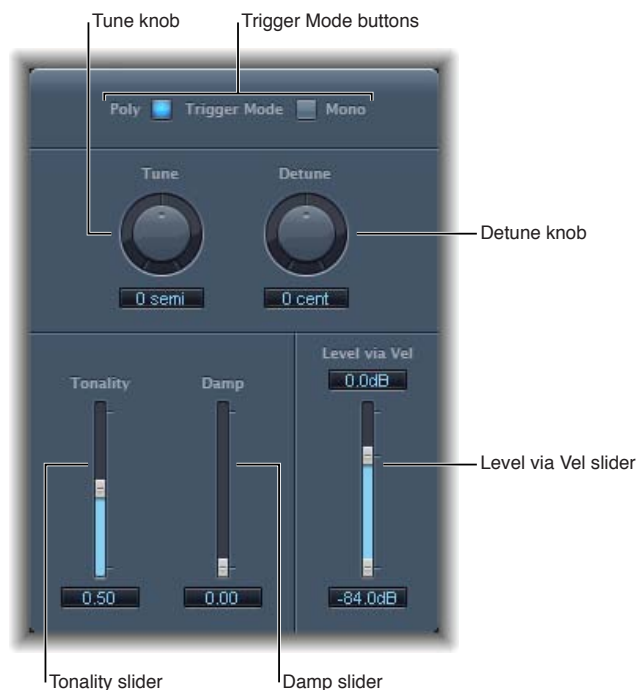 Tune knob
Trigger Mode buttons
Poly Trigger Mode Mono
Tune
Detune
Detune knob
0 semi
0 cent
Level via Vel
0.0dB
Tonality
Damp
Level via Vel slider
0.50
0.00
-84.0dB
Tonality slider
Damp slider